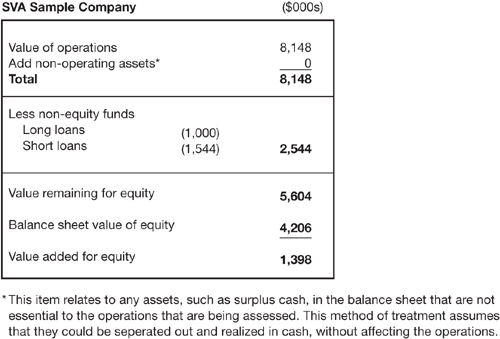 SVA Sample Company ($000s)
Value of operations 8,148
Add non-operating assets* 0
Total 8,148
Less non-equity funds
Long loans (1,000)
Short loans (1,544) 2,544
Value remaining for equity 5,604
Balance sheet value of equity 4,206
Value added for equity 1,398
* This item relates to any assets, such as surplus cash, in the balance sheet that are not
essential to the operations that are being assessed. This method of treatment assumes
that they could be seperated out and realized in cash, without affecting the operations.